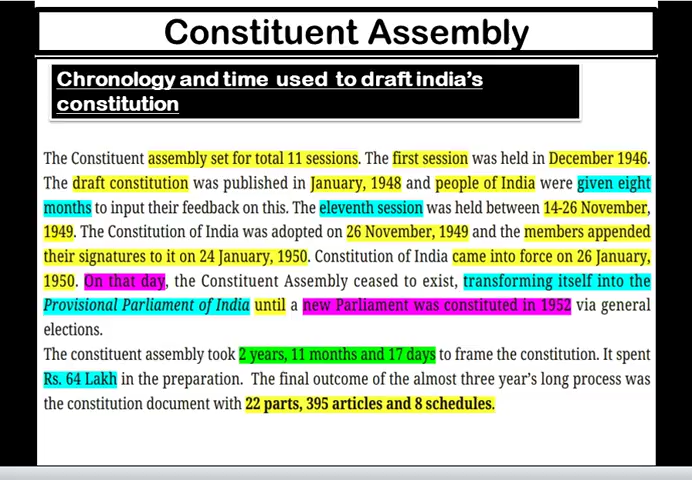 Constituent Assembly
Chronology and time used to draft india's
constitution
The Constituent assembly set for total 11 sessions. The first session was held in December 1946.
The draft constitution was published in January, 1948 and people of India were given eight
months to input their feedback on this. The eleventh session was held between 14-26 November,
1949. The Constitution of India was adopted on 26 November, 1949 and the members appended
their signatures to it on 24 January, 1950. Constitution of India came into force on 26 January,
1950. On that day, the Constituent Assembly ceased to exist, transforming itself into the
Provisional Parliament of India until a new Parliament was constituted in 1952 via general
elections.
The constituent assembly took 2 years, 11 months and 17 days to frame the constitution. It spent
Rs. 64 Lakh in the preparation. The final outcome of the almost three year's long process was
the constitution document with 22 parts, 395 articles and 8 schedules.